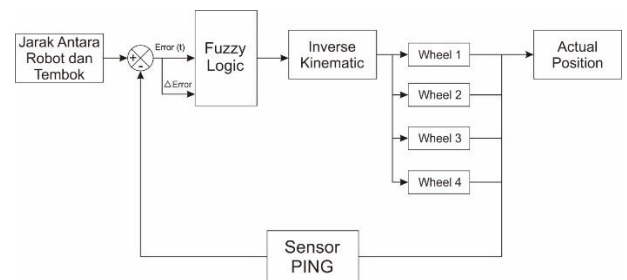 Jarak Antara
Robot dan
Tembok
+
-
Error (t)
△Error
Fuzzy
Logic
Inverse
Kinematic
Wheel 1
Wheel 2
Wheel 3
Wheel 4
Actual
Position
Sensor
PING